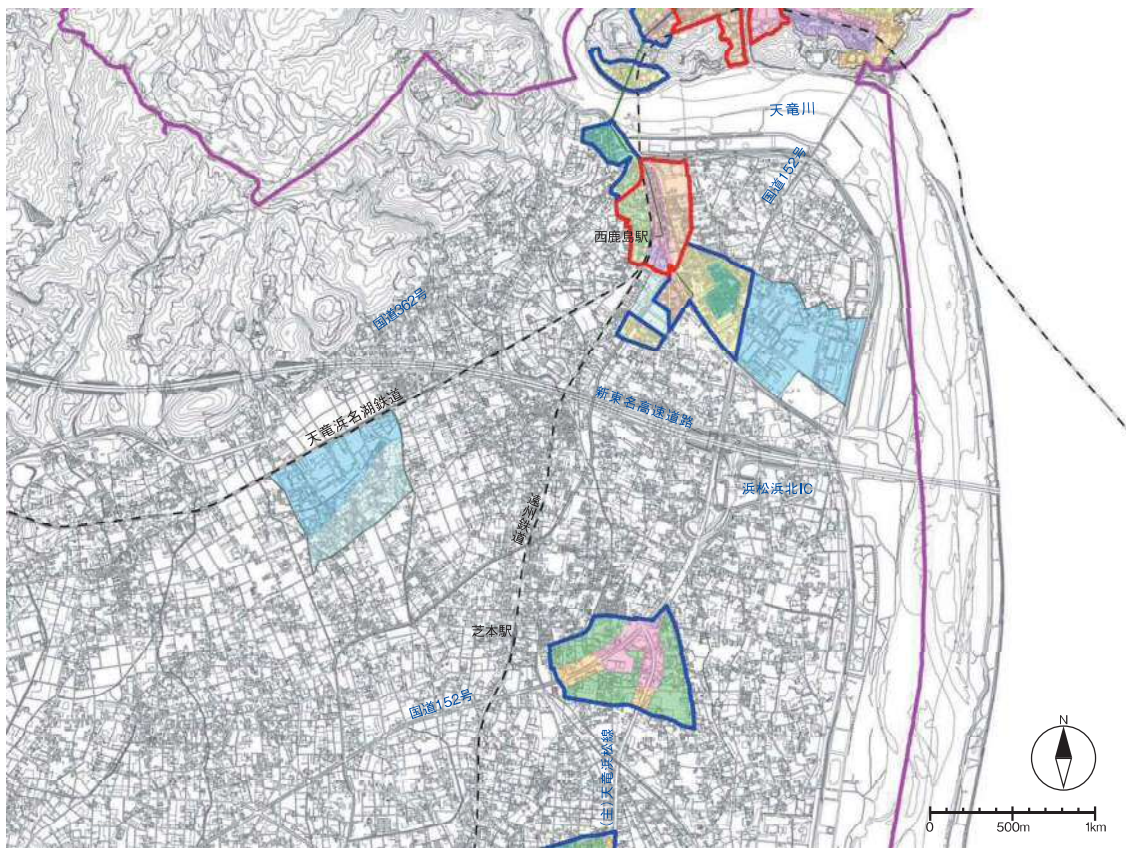 天竜川
国道152号
西鹿島駅
国道362号
新東名高速道路
天竜浜名湖鉄道
浜松浜北IC
遠州鉄道
芝本駅
国道152号
(主)天竜浜松線
N
0 500m 1km